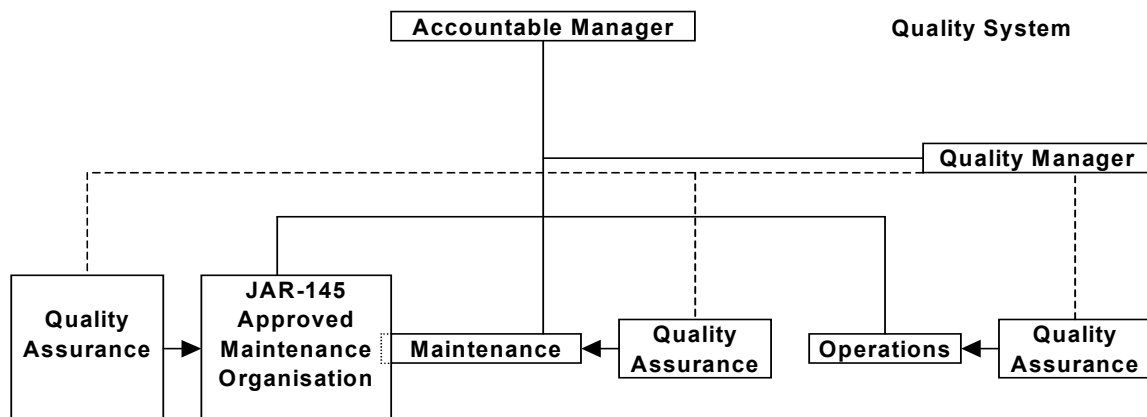 Accountable Manager
Quality System
Quality Manager
Quality
Assurance
JAR-145
Approved
Maintenance
Organisation
Maintenance
Quality
Assurance
Operations
Quality
Assurance